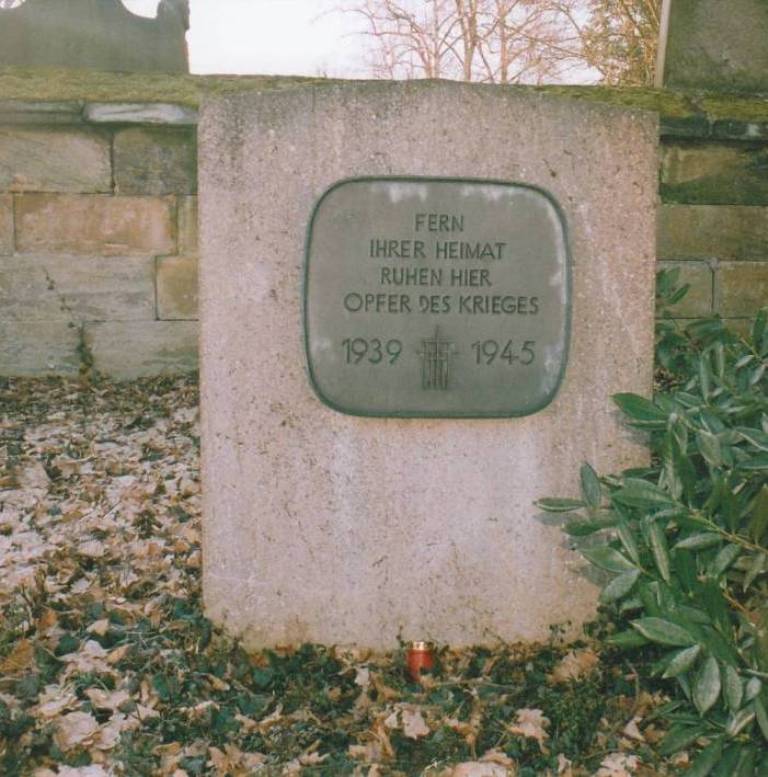 FERN
IHRER HEIMAT
RUHEN HIER
OPFER DES KRIEGES
1939 1945